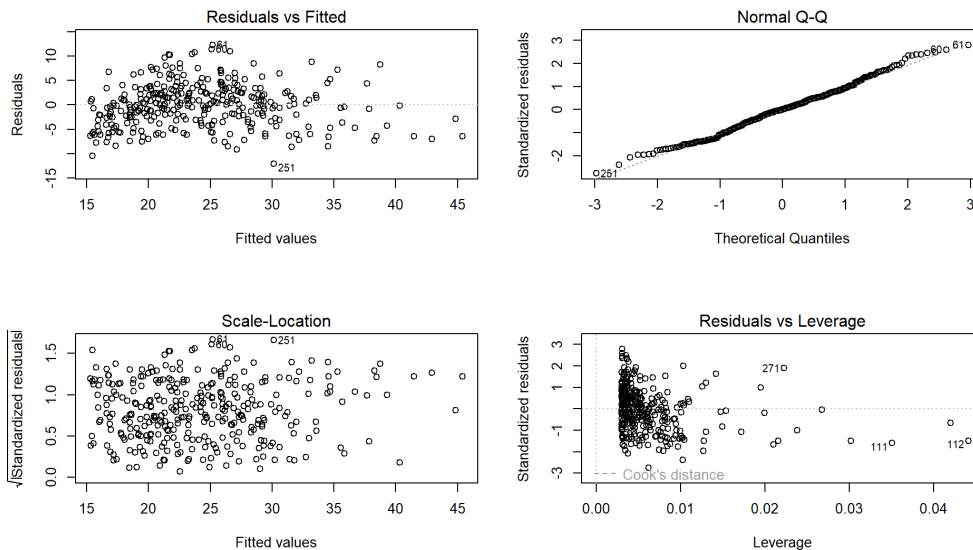 Residuals vs Fitted
Residuals
15
5
0
-5
-15
61
60
251
15 20 25 30 35 40 45
Fitted values
Normal Q-Q
Standardized residuals
3
2
1
0
-2
60 61
251
-3 -2 -1 0 1 2 3
Theoretical Quantiles
Scale-Location
√|Standardized residuals|
1.5
1.0
0.5
0.0
61
60
251
15 20 25 30 35 40 45
Fitted values
Residuals vs Leverage
Standardized residuals
3
1
-1
-3
271
111
112
Cook's distance
0.00 0.01 0.02 0.03 0.04
Leverage